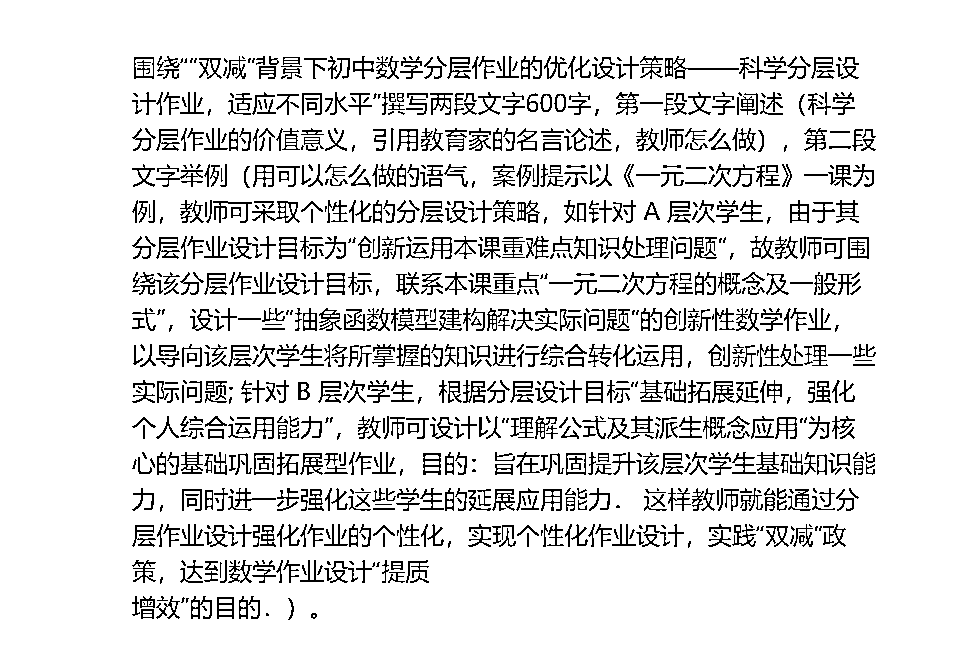 围绕““双减”背景下初中数学分层作业的优化设计策略——科学分层设
计作业，适应不同水平”撰写两段文字600字，第一段文字阐述（科学
分层作业的价值意义，引用教育家的名言论述，教师怎么做），第二段
文字举例（用可以怎么做的语气，案例提示以《一元二次方程》一课为
例，教师可采取个性化的分层设计策略，如针对 A 层次学生，由于其
分层作业设计目标为“创新运用本课重难点知识处理问题”，故教师可围
绕该分层作业设计目标，联系本课重点“一元二次方程的概念及一般形
式”，设计一些“抽象函数模型建构解决实际问题”的创新性数学作业，
以导向该层次学生将所掌握的知识进行综合转化运用，创新性处理一些
实际问题; 针对 B 层次学生，根据分层设计目标“基础拓展延伸，强化
个人综合运用能力”，教师可设计以“理解公式及其派生概念应用”为核
心的基础巩固拓展型作业，目的：旨在巩固提升该层次学生基础知识能
力，同时进一步强化这些学生的延展应用能力． 这样教师就能通过分
层作业设计强化作业的个性化，实现个性化作业设计，实践“双减”政
策，达到数学作业设计“提质
增效”的目的．）。